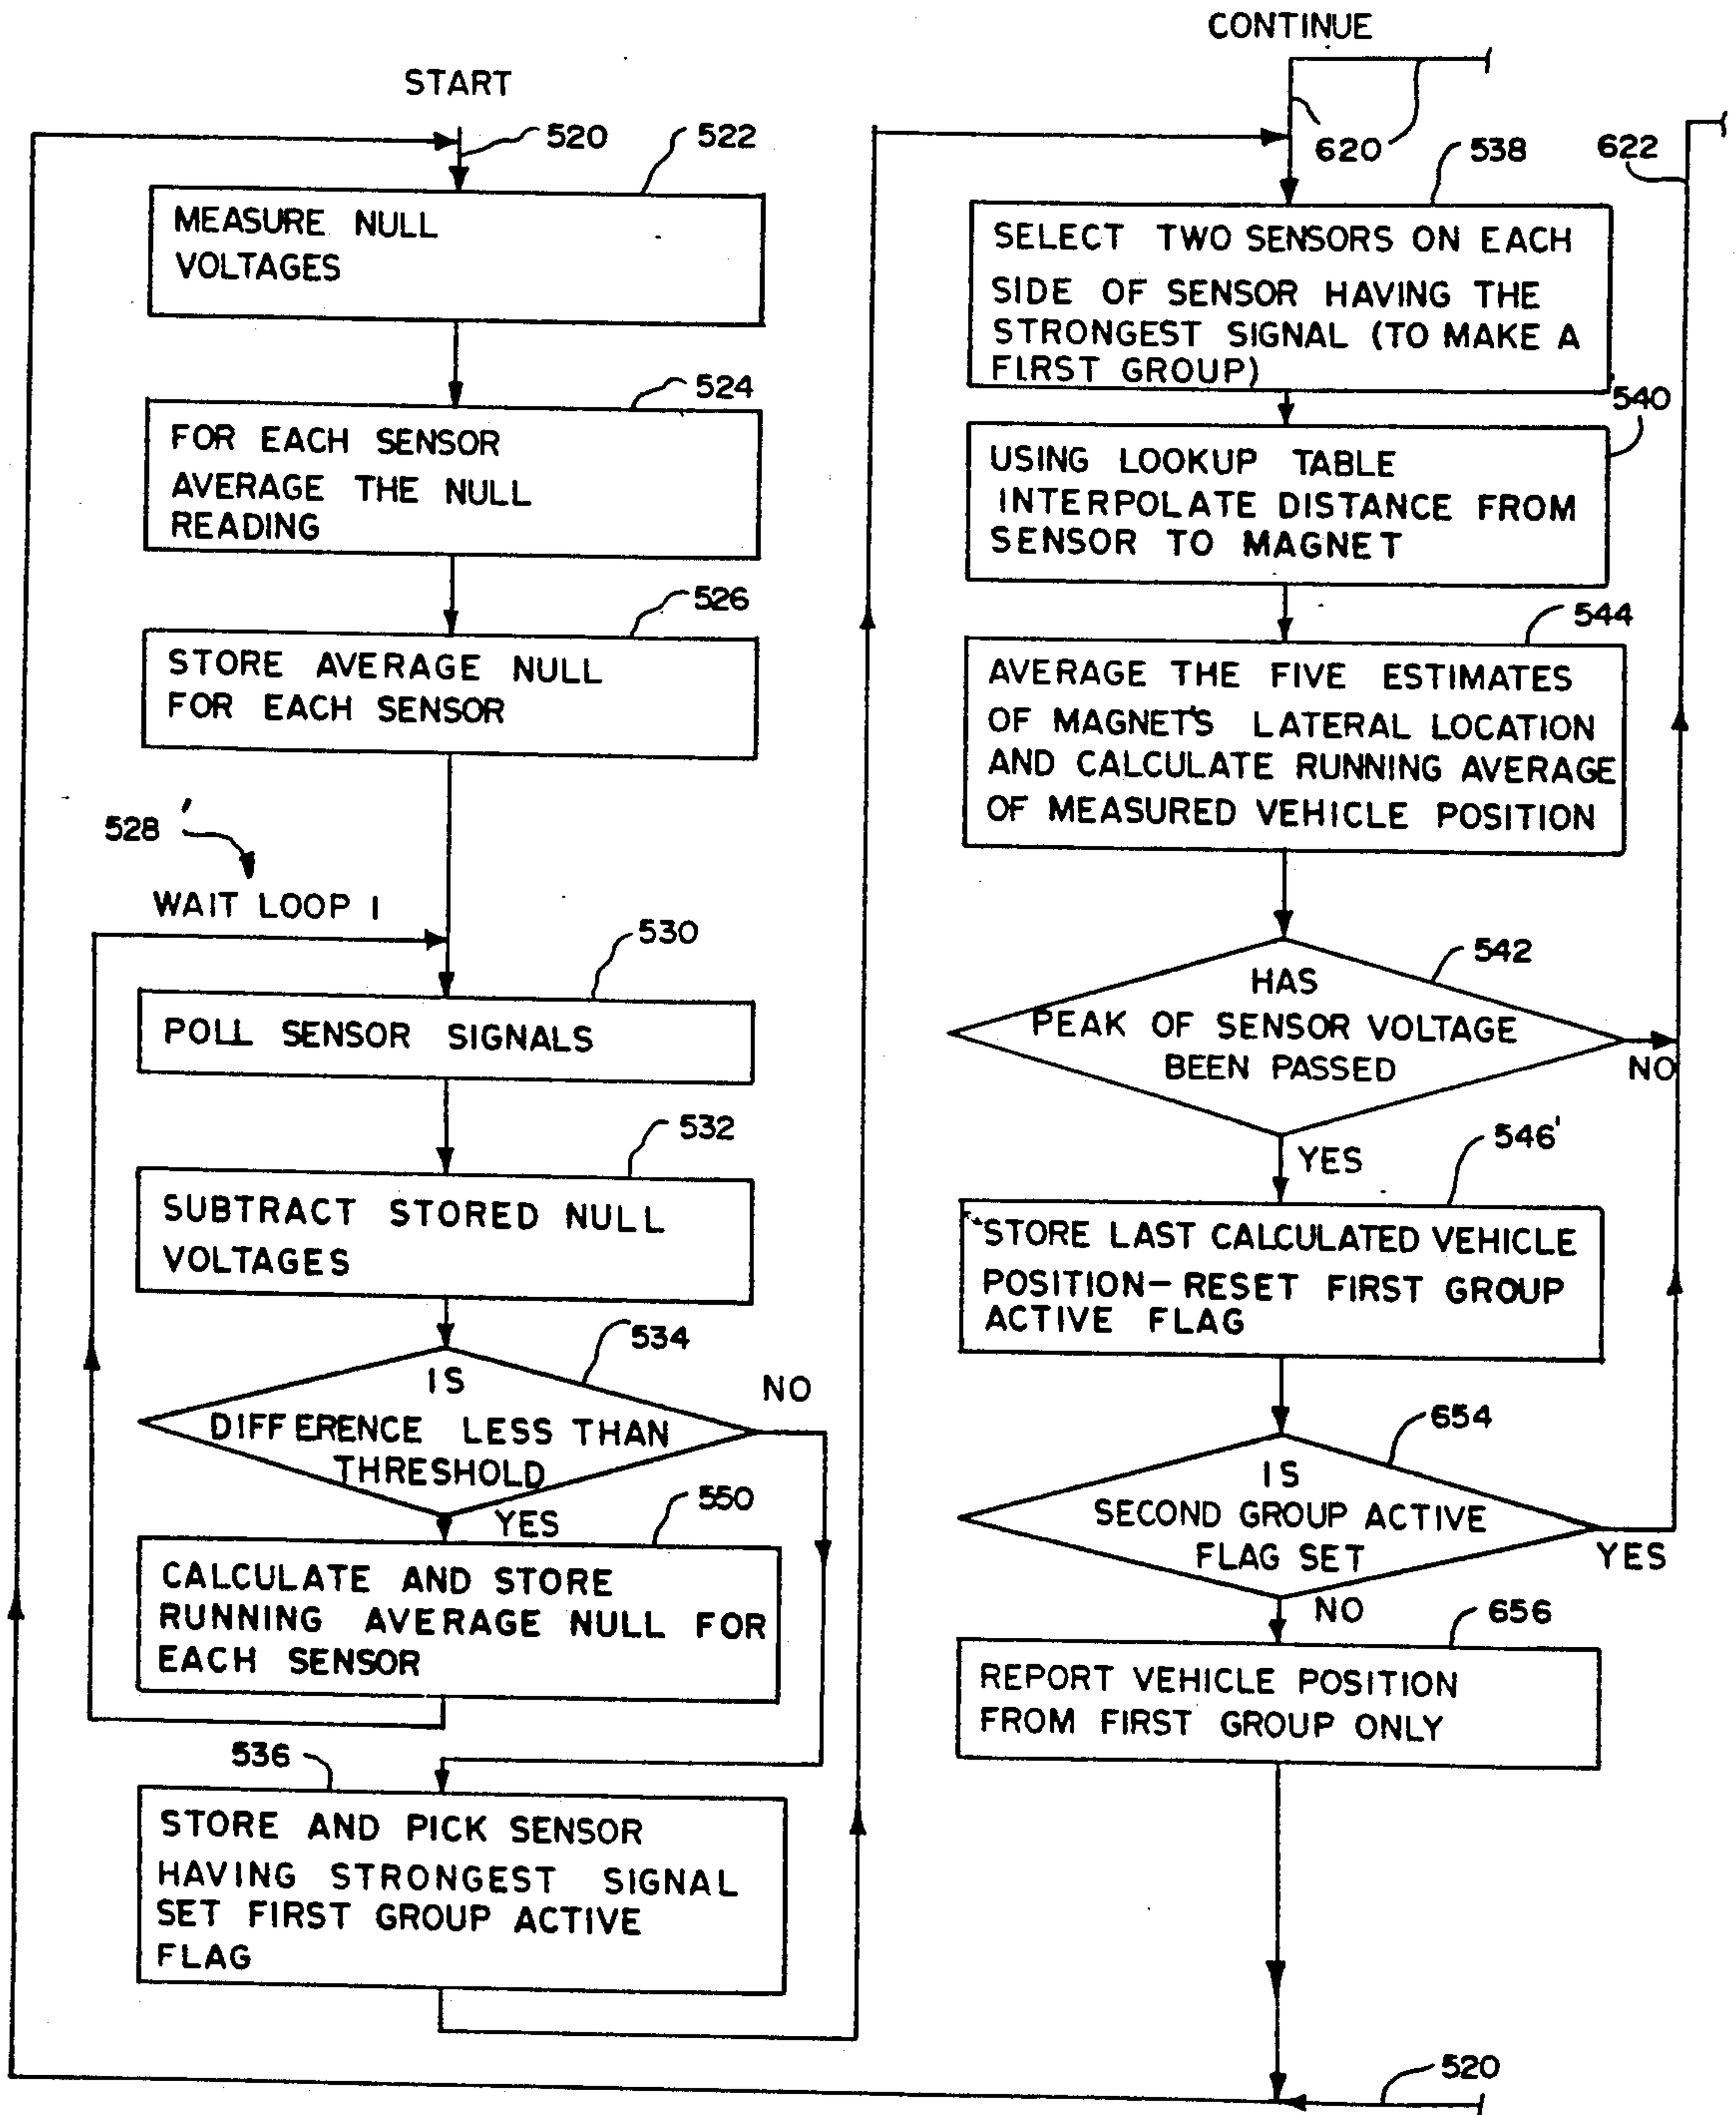 START
520
522
MEASURE NULL
VOLTAGES
524
FOR EACH SENSOR
AVERAGE THE NULL
READING
526
STORE AVERAGE NULL
FOR EACH SENSOR
528'
WAIT LOOP 1
530
POLL SENSOR SIGNALS
532
SUBTRACT STORED NULL
VOLTAGES
534
IS
DIFFERENCE LESS THAN
THRESHOLD
NO
YES
550
CALCULATE AND STORE
RUNNING AVERAGE NULL FOR
EACH SENSOR
536
STORE AND PICK SENSOR
HAVING STRONGEST SIGNAL
SET FIRST GROUP ACTIVE
FLAG
CONTINUE
620
622
538
SELECT TWO SENSORS ON EACH
SIDE OF SENSOR HAVING THE
STRONGEST SIGNAL (TO MAKE A
FIRST GROUP)
540
USING LOOKUP TABLE
INTERPOLATE DISTANCE FROM
SENSOR TO MAGNET
544
AVERAGE THE FIVE ESTIMATES
OF MAGNET'S LATERAL LOCATION
AND CALCULATE RUNNING AVERAGE
OF MEASURED VEHICLE POSITION
542
HAS
PEAK OF SENSOR VOLTAGE
BEEN PASSED
NO
YES
546'
STORE LAST CALCULATED VEHICLE
POSITION—RESET FIRST GROUP
ACTIVE FLAG
654
IS
SECOND GROUP ACTIVE
FLAG SET
YES
NO
656
REPORT VEHICLE POSITION
FROM FIRST GROUP ONLY
520